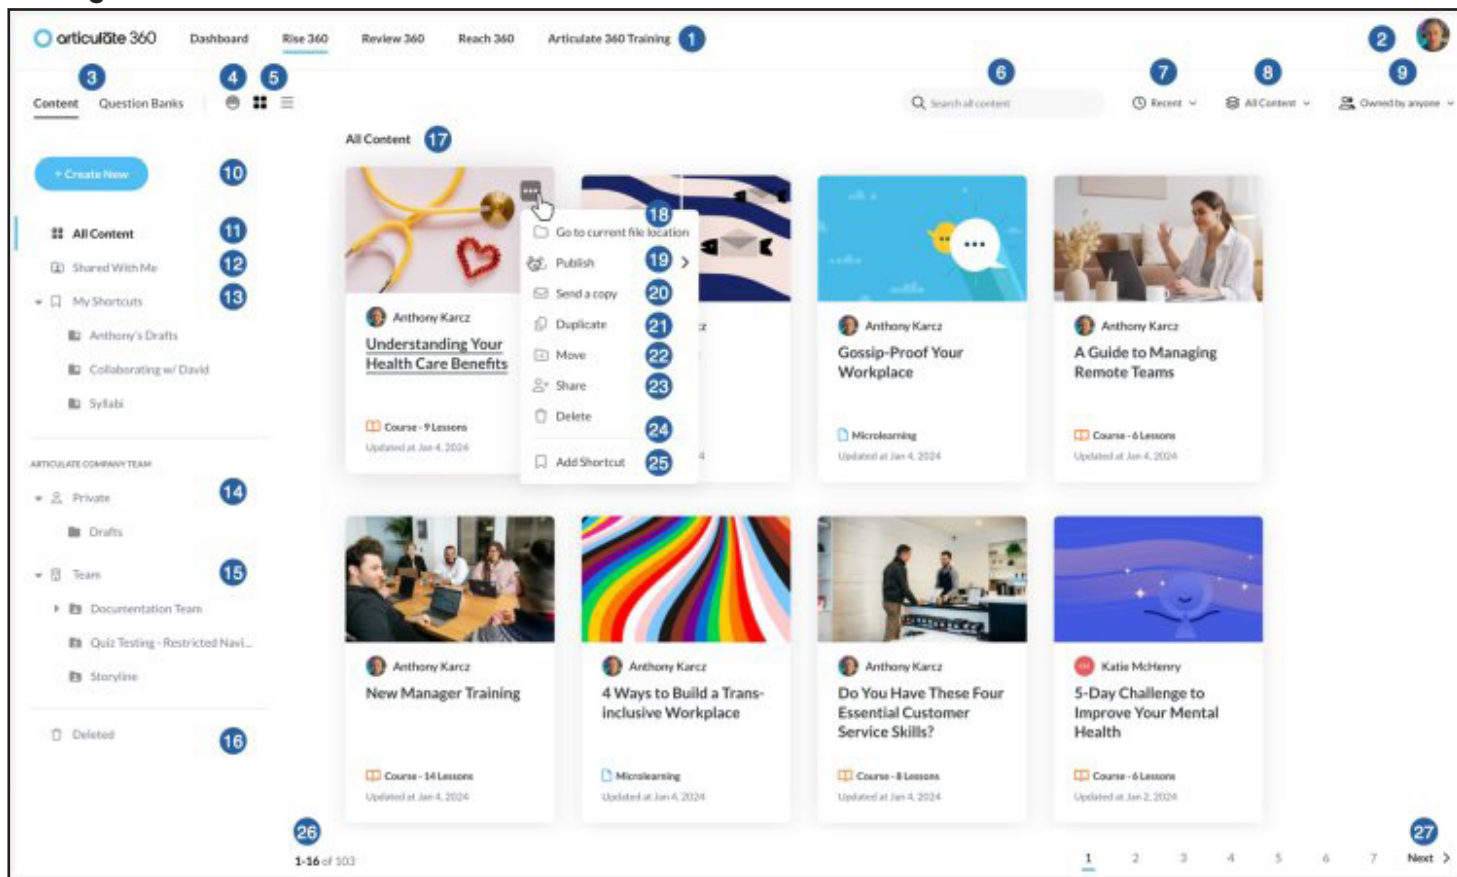 articulate 360 Dashboard Rise 360 Review 360 Reach 360 Articulate 360 Training 1 2
3 4 5 6 7 8 9
Content Question Banks Search all content Recent All Content Owned by anyone
All Content 17
+ Create New 10
All Content 11
Shared With Me 12
My Shortcuts 13
Anthony's Drafts
Collaborating w/ David
Syllabi
ARTICULATE COMPANY TEAM
Private 14
Drafts
Team 15
Documentation Team
Quiz Testing - Restricted Navi...
Storyline
Deleted 16
18
Go to current file location
Publish 19
Send a copy 20
Duplicate 21
Move 22
Share 23
Delete
24
Add Shortcut 25
Anthony Karcz
Understanding Your
Health Care Benefits
Course - 9 Lessons
Updated at Jan 4, 2024
cz
4
Anthony Karcz
Gossip-Proof Your
Workplace
Microlearning
Updated at Jan 4, 2024
Anthony Karcz
A Guide to Managing
Remote Teams
Course - 6 Lessons
Updated at Jan 4, 2024
Anthony Karcz
New Manager Training
Course - 14 Lessons
Updated at Jan 4, 2024
Anthony Karcz
4 Ways to Build a Trans-
inclusive Workplace
Microlearning
Updated at Jan 4, 2024
Anthony Karcz
Do You Have These Four
Essential Customer
Service Skills?
Course - 8 Lessons
Updated at Jan 4, 2024
Katie McHenry
5-Day Challenge to
Improve Your Mental
Health
Course - 6 Lessons
Updated at Jan 2, 2024
26 27
1-16 of 103 1 2 3 4 5 6 7 Next